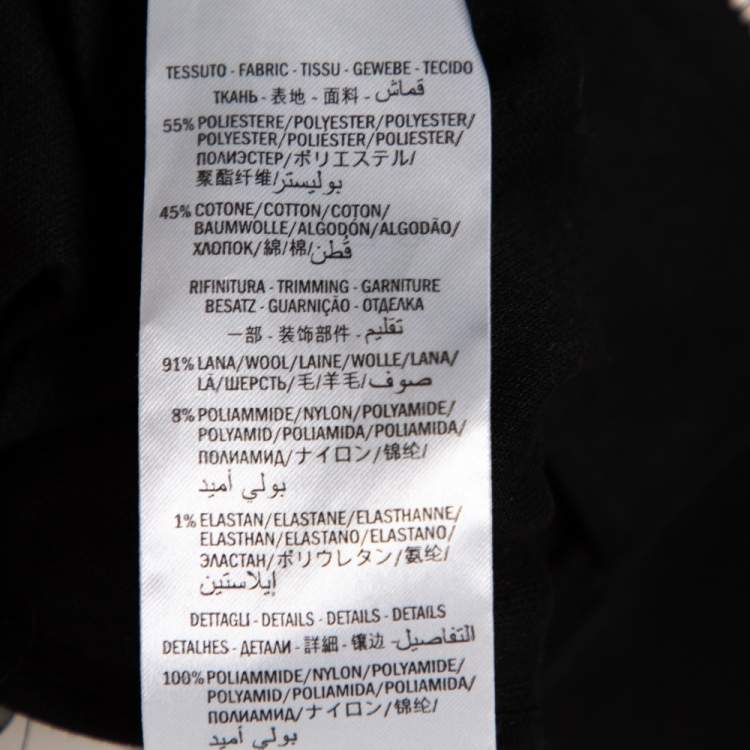 TESSUTO - FABRIC - TISSU - GEWEBE - TECIDO
ТКАНЬ - 表地 - 面料 - قماش
55% POLIESTERE/POLYESTER/POLYESTER/
POLYESTER/POLIÉSTER/POLIESTER/
ПОЛИЭСТЕР/ポリエステル/
聚酯纤维/بوليستر
45% COTONE/COTTON/COTON/
BAUMWOLLE/ALGODÓN/ALGODÃO/
ХЛОПОК/綿/棉/قطن
RIFINITURA - TRIMMING - GARNITURE
BESATZ - GUARNIÇÃO - ОТДЕЛКА
一部 - 装饰部件 - تقليم
91% LANA/WOOL/LAINE/WOLLE/LANA/
LÃ/ШЕРСТЬ/毛/羊毛/صوف
8% POLIAMMIDE/NYLON/POLYAMIDE/
POLYAMID/POLIAMIDA/POLIAMIDA/
ПОЛИАМИД/ナイロン/锦纶/
بولي أميد
1% ELASTAN/ELASTANE/ELASTHANNE/
ELASTHAN/ELASTANO/ELASTANO/
ЭЛАСТАН/ポリウレタン/氨纶/
إيلاستين
DETTAGLI - DETAILS - DETAILS - DETAILS
DETALHES - ДЕТАЛИ - 詳細 - 镶边 - التفاصيل
100% POLIAMMIDE/NYLON/POLYAMIDE/
POLYAMID/POLIAMIDA/POLIAMIDA/
ПОЛИАМИД/ナイロン/锦纶/
بولي أميد